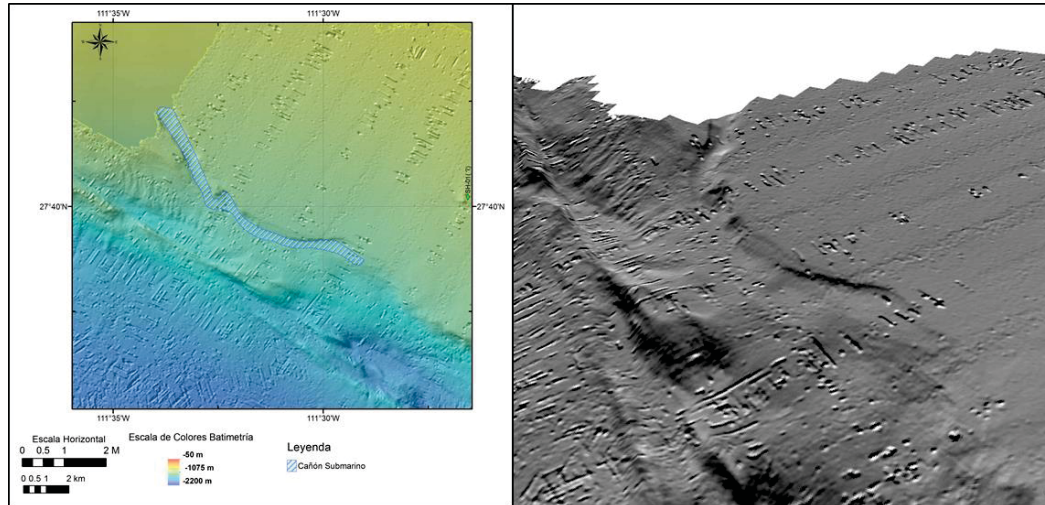 111°35'W 111°30'W
27°40'N 27°40'N
111°35'W 111°30'W
Escala Horizontal
0 0.5 1 2 M
0 0.5 1 2 km
Escala de Colores Batimetría
-50 m
-1075 m
-2200 m
Leyenda
Cañón Submarino